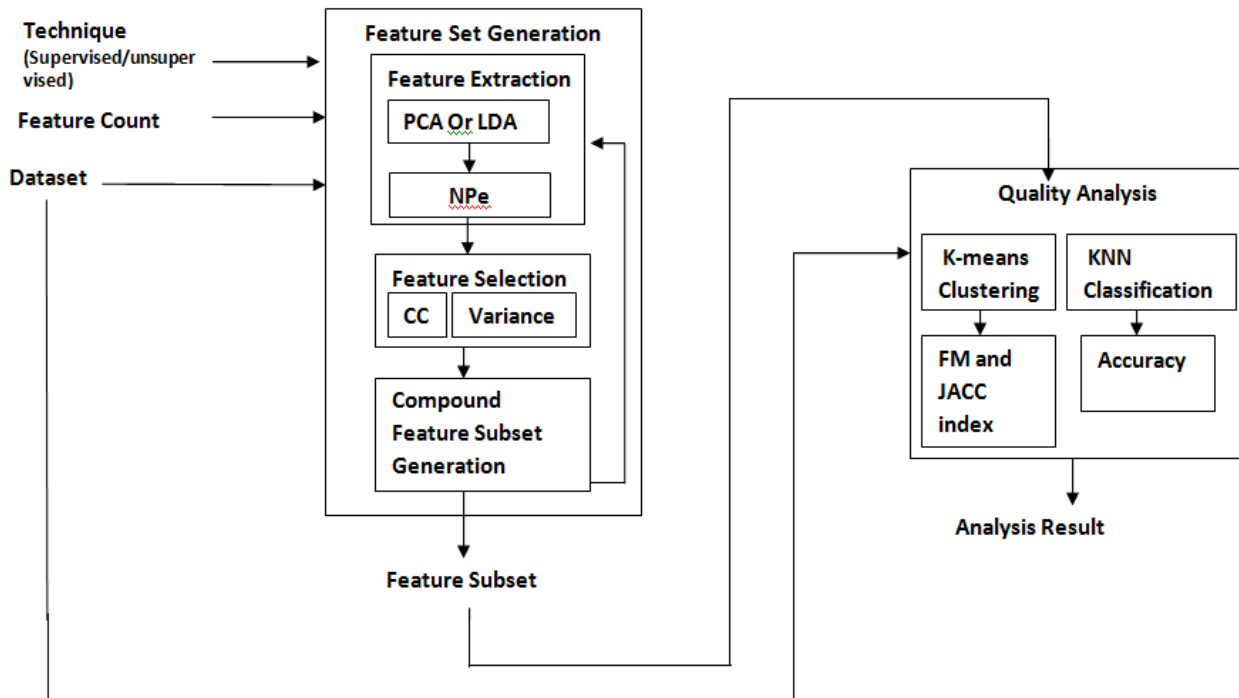 Technique
(Supervised/unsuper
vised)
Feature Count
Dataset
Feature Set Generation
Feature Extraction
PCA Or LDA
NPe
Feature Selection
CC
Variance
Compound
Feature Subset
Generation
Feature Subset
Quality Analysis
K-means
Clustering
KNN
Classification
FM and
JACC
index
Accuracy
Analysis Result